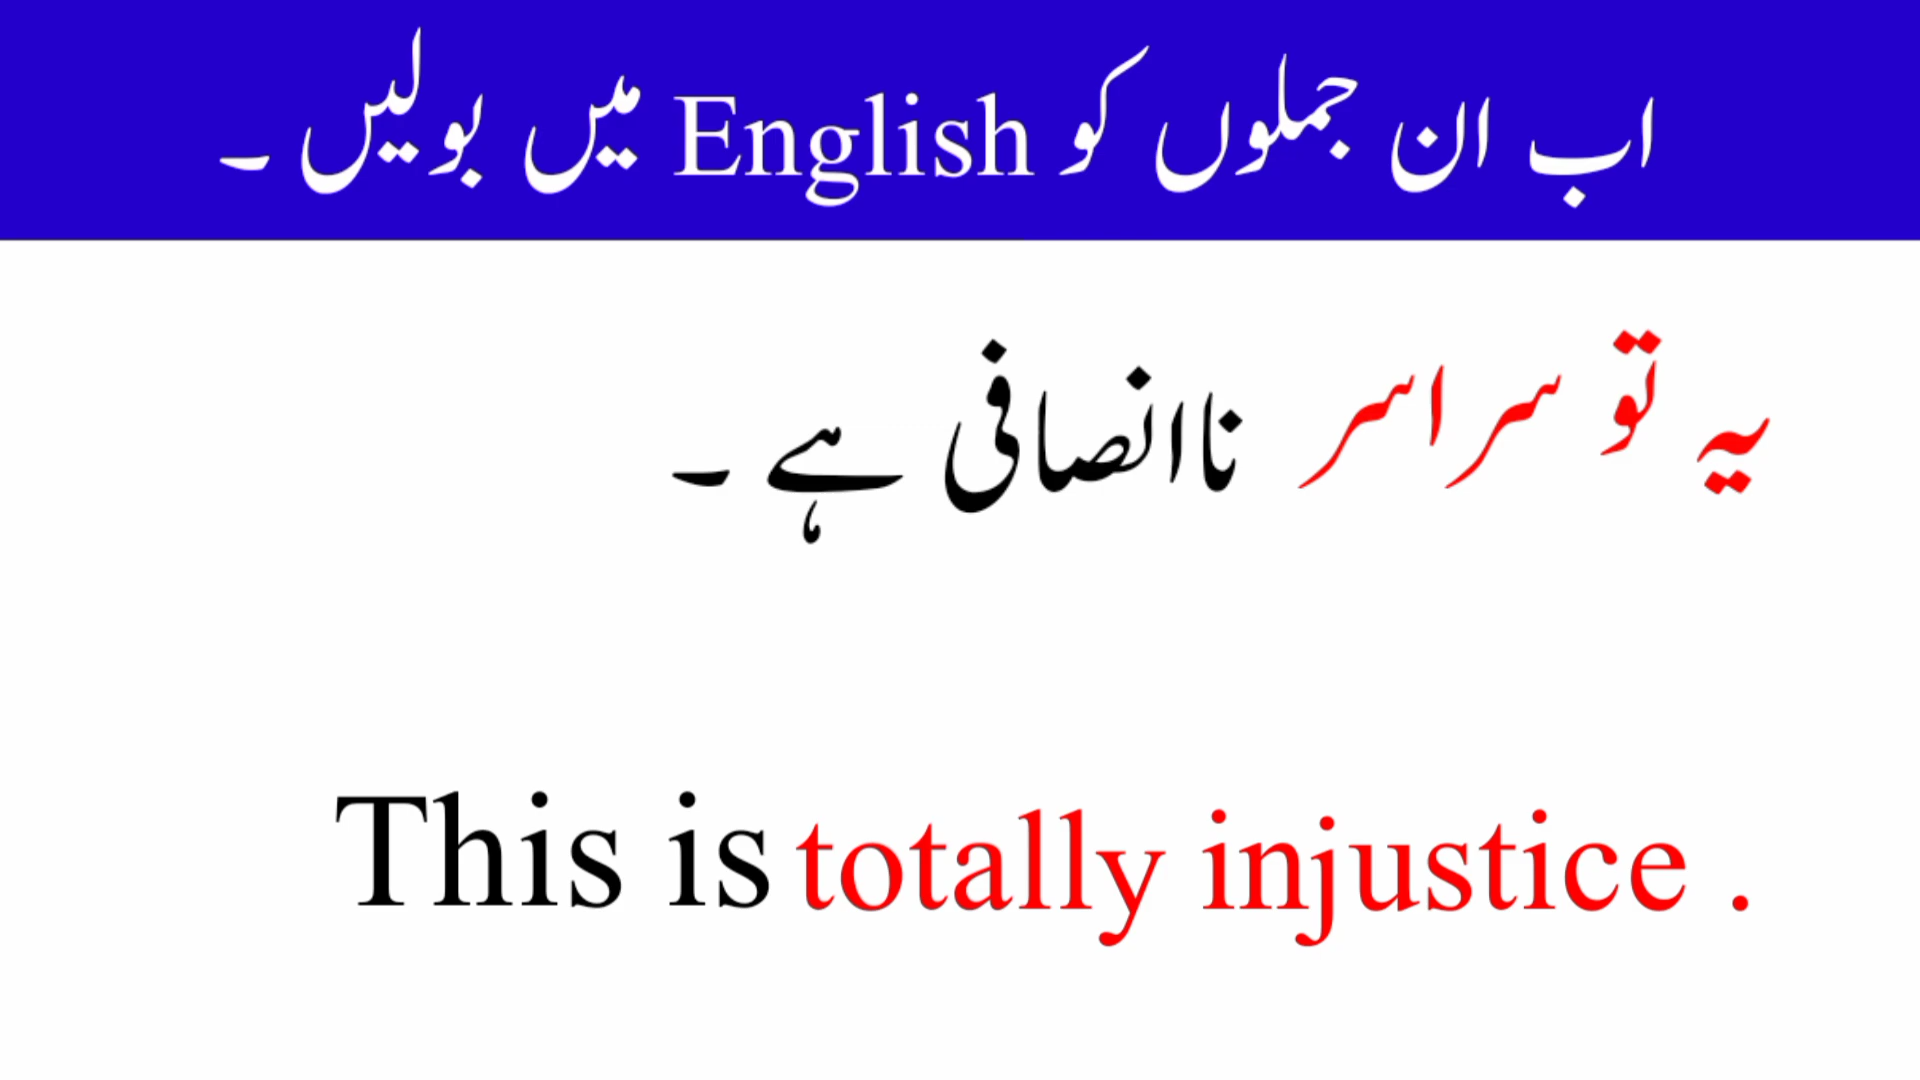 اب ان جملوں کو English میں بولیں ۔
یہ تو سراسر ناانصافی ہے ۔
This is totally injustice .